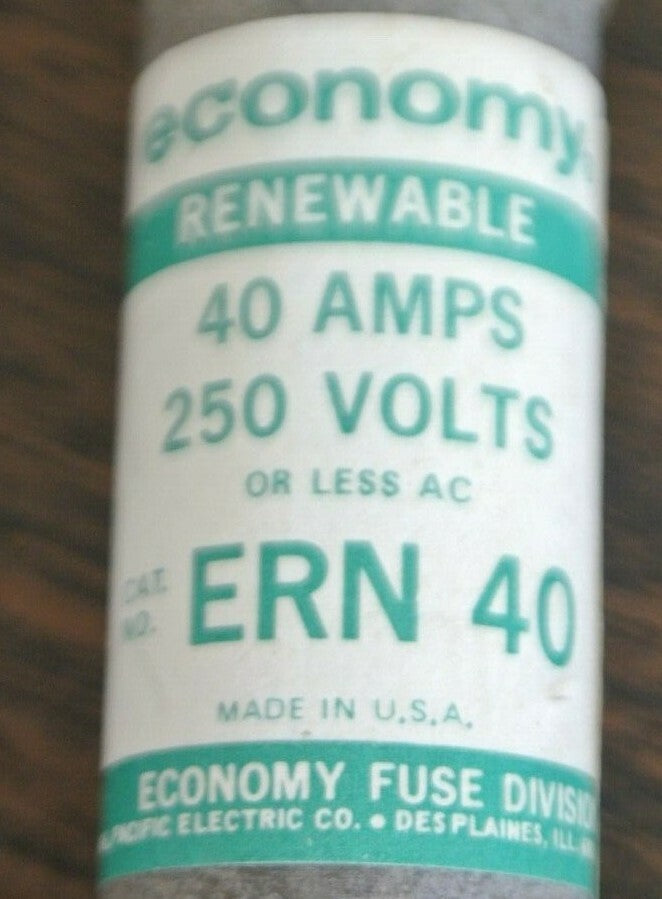 economy
RENEWABLE
40 AMPS
250 VOLTS
OR LESS AC
CAT.
NO.
ERN 40
MADE IN U.S.A.
ECONOMY FUSE
PACIFIC ELECTRIC CO. • DES PLAINES, ILL.